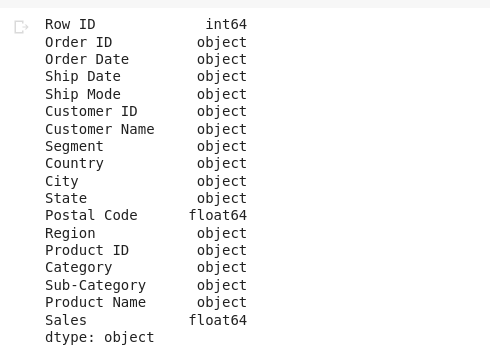 Row ID             int64
Order ID          object
Order Date        object
Ship Date         object
Ship Mode         object
Customer ID       object
Customer Name     object
Segment           object
Country           object
City              object
State             object
Postal Code      float64
Region            object
Product ID        object
Category          object
Sub-Category      object
Product Name      object
Sales            float64
dtype: object